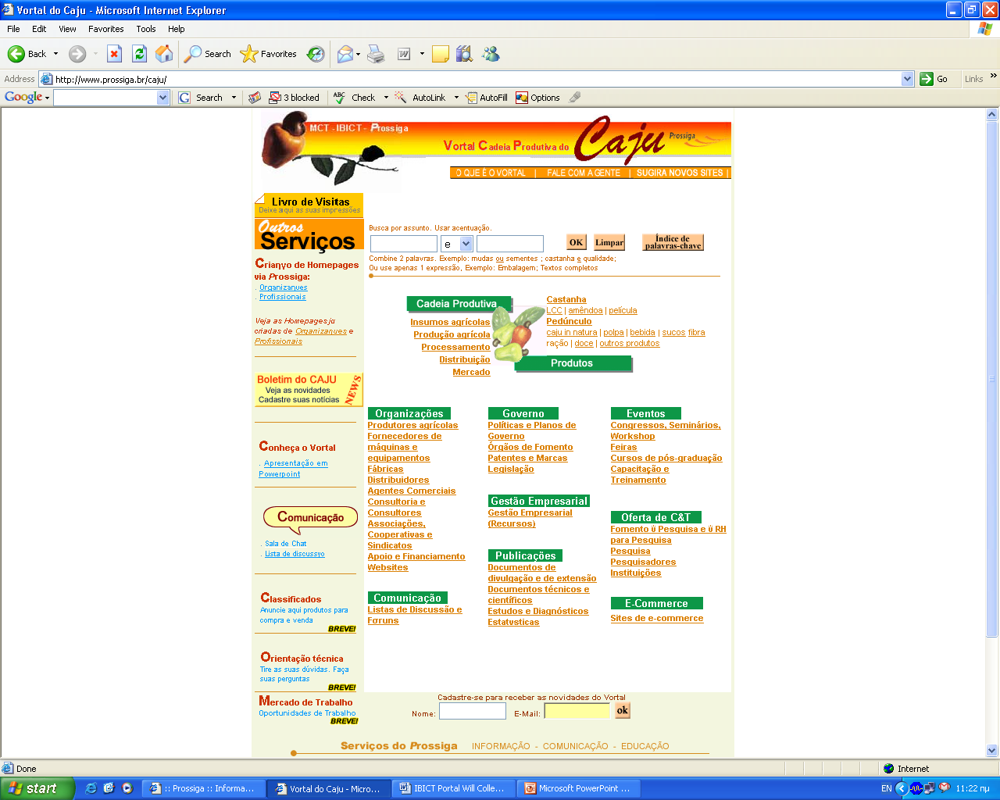 Vortal do Caju - Microsoft Internet Explorer
File Edit View Favorites Tools Help
Back Search Favorites
Address http://www.prossiga.br/caju/ Go Links »
Google Search 3 blocked Check AutoLink AutoFill Options
MCT - IBICT - Prossiga
Vortal Cadeia Produtiva do Caju Prossiga
O QUE É O VORTAL | FALE COM A GENTE | SUGIRA NOVOS SITES |
Livro de Visitas
Deixe aqui as suas impressões
Outros
Serviços
Crianyo de Homepages
via Prossiga:
. Organizanyes
. Profissionais
Veja as Homepages ja
criadas de Organizanyes e
Profissionais
Boletim do CAJU
Veja as novidades
Cadastre suas notícias
NEWS
Conheça o Vortal
. Apresentação em
Powerpoint
Comunicação
. Sala de Chat
. Lista de discussyo
Classificados
Anuncie aqui produtos para
compra e venda
BREVE!
Orientação técnica
Tire as suas dúvidas. Faça
suas perguntas
BREVE!
Mercado de Trabalho
Oportunidades de Trabalho
BREVE!
Busca por assunto. Usar acentuação.
e OK Limpar Índice de
palavras-chave
Combine 2 palavras. Exemplo: mudas ou sementes ; castanha e qualidade;
Ou use apenas 1 expressão, Exemplo: Embalagem; Textos completos
Cadeia Produtiva
Insumos agrícolas
Produção agrícola
Processamento
Distribuição
Mercado
Castanha
LCC | amêndoa | película
Pedúnculo
caju in natura | polpa | bebida | sucos fibra
ração | doce | outros produtos
Produtos
Organizações
Produtores agrícolas
Fornecedores de
máquinas e
equipamentos
Fábricas
Distribuidores
Agentes Comerciais
Consultoria e
Consultores
Associações,
Cooperativas e
Sindicatos
Apoio e Financiamento
Websites
Comunicação
Listas de Discussão e
Fσruns
Governo
Políticas e Planos de
Governo
Órgãos de Fomento
Patentes e Marcas
Legislação
Gestão Empresarial
Gestão Empresarial
(Recursos)
Publicações
Documentos de
divulgação e de extensão
Documentos técnicos e
científicos
Estudos e Diagnósticos
Estatνsticas
Eventos
Congressos, Seminários,
Workshop
Feiras
Cursos de pós-graduação
Capacitação e
Treinamento
Oferta de C&T
Fomento ϋ Pesquisa e ϋ RH
para Pesquisa
Pesquisa
Pesquisadores
Instituições
E-Commerce
Sites de e-commerce
Cadastre-se para receber as novidades do Vortal
Nome: E-Mail: ok
Serviços do Prossiga INFORMAÇÃO - COMUNICAÇÃO - EDUCAÇÃO
Done Internet
start :: Prossiga :: Informa... Vortal do Caju - Micro... IBICT Portal Will Colle... Microsoft PowerPoint ... EN 11:22 πμ